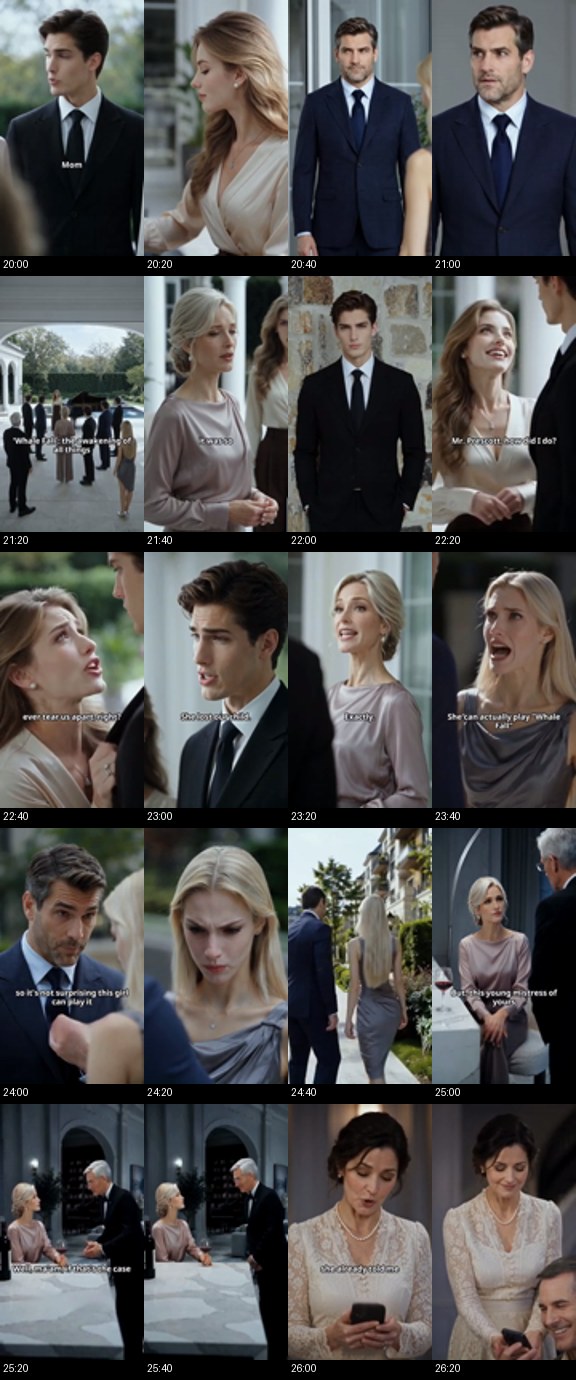 Mom
20:00
20:20
20:40
21:00
"Whale Fall": the awakening of
all things
it was so
Mr. Prescott, how did I do?
21:20
21:40
22:00
22:20
ever tear us apart, right?
She lost our child,
Exactly
She can actually play "Whale
Fall"
22:40
23:00
23:20
23:40
so it's not surprising this girl
can play it
But, this young mistress of
yours
24:00
24:20
24:40
25:00
Well, ma'am, if that's the case
she already told me
25:20
25:40
26:00
26:20